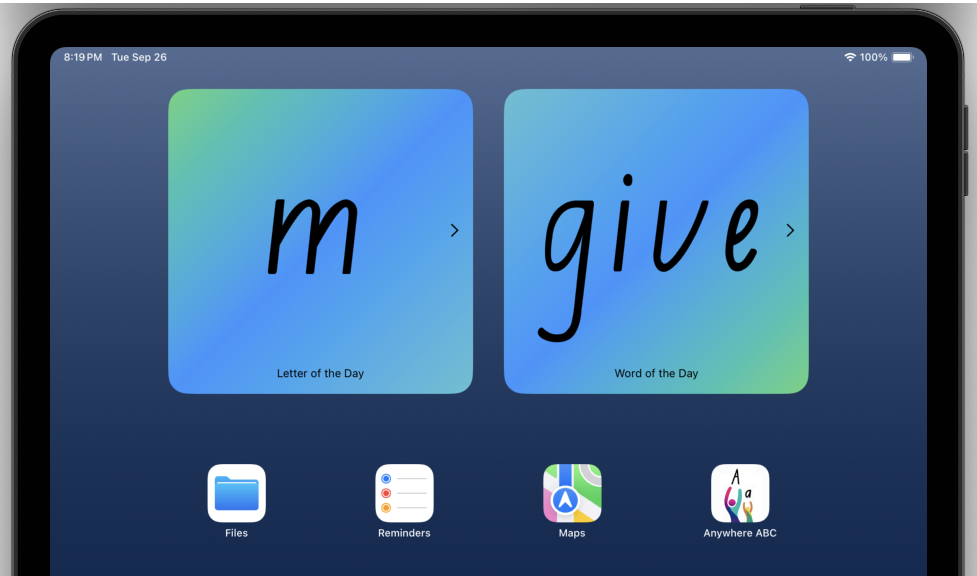 8:19 PM Tue Sep 26 100%
m
Letter of the Day
give
Word of the Day
A
a
Files Reminders Maps Anywhere ABC